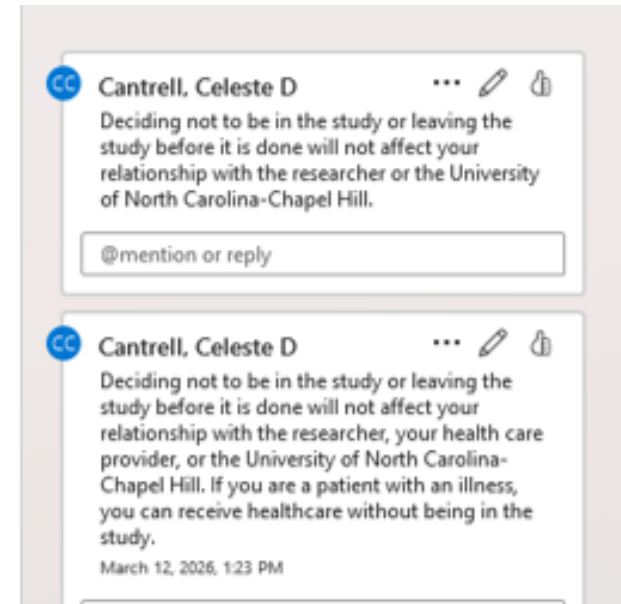 CC
Cantrell, Celeste D
Deciding not to be in the study or leaving the
study before it is done will not affect your
relationship with the researcher or the University
of North Carolina-Chapel Hill.
@mention or reply
CC
Cantrell, Celeste D
Deciding not to be in the study or leaving the
study before it is done will not affect your
relationship with the researcher, your health care
provider, or the University of North Carolina-
Chapel Hill. If you are a patient with an illness,
you can receive healthcare without being in the
study.
March 12, 2026, 1:23 PM